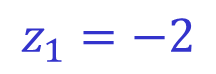 z₁ = −2